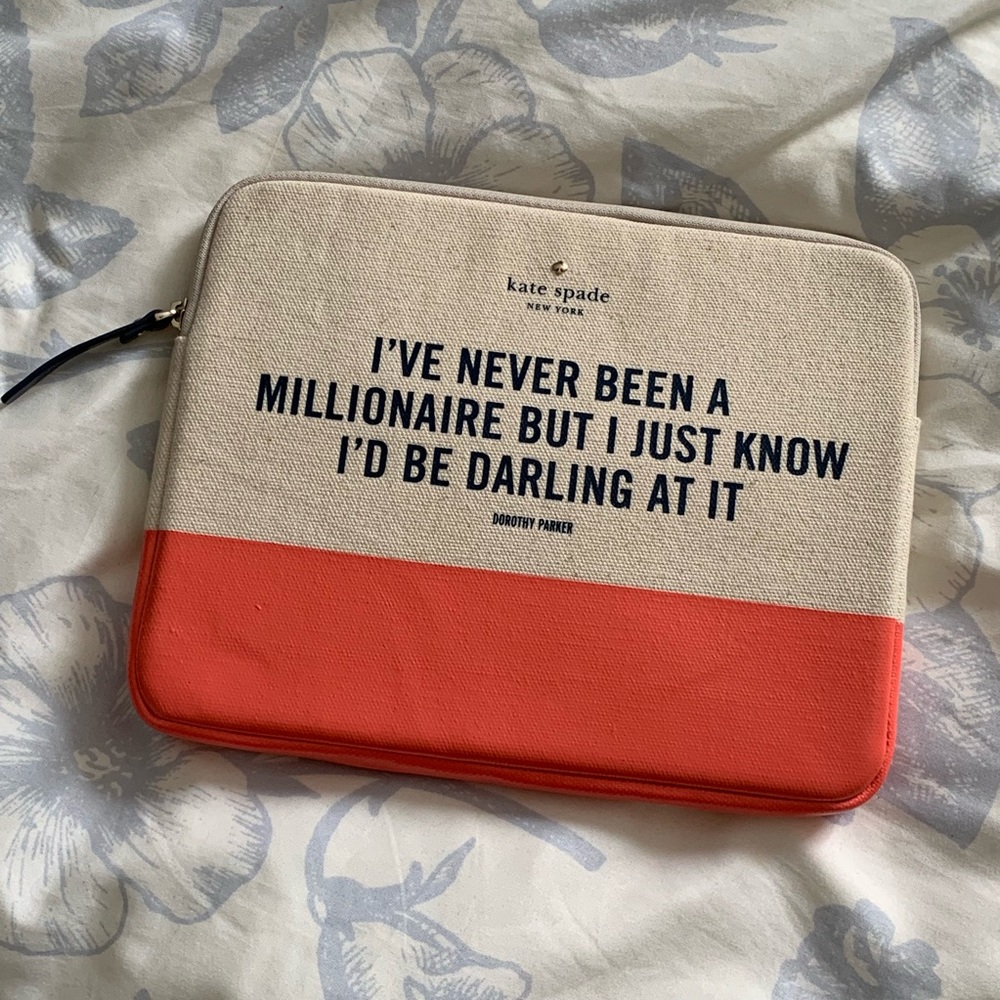 kate spade
NEW YORK
I'VE NEVER BEEN A
MILLIONAIRE BUT I JUST KNOW
I'D BE DARLING AT IT
DOROTHY PARKER